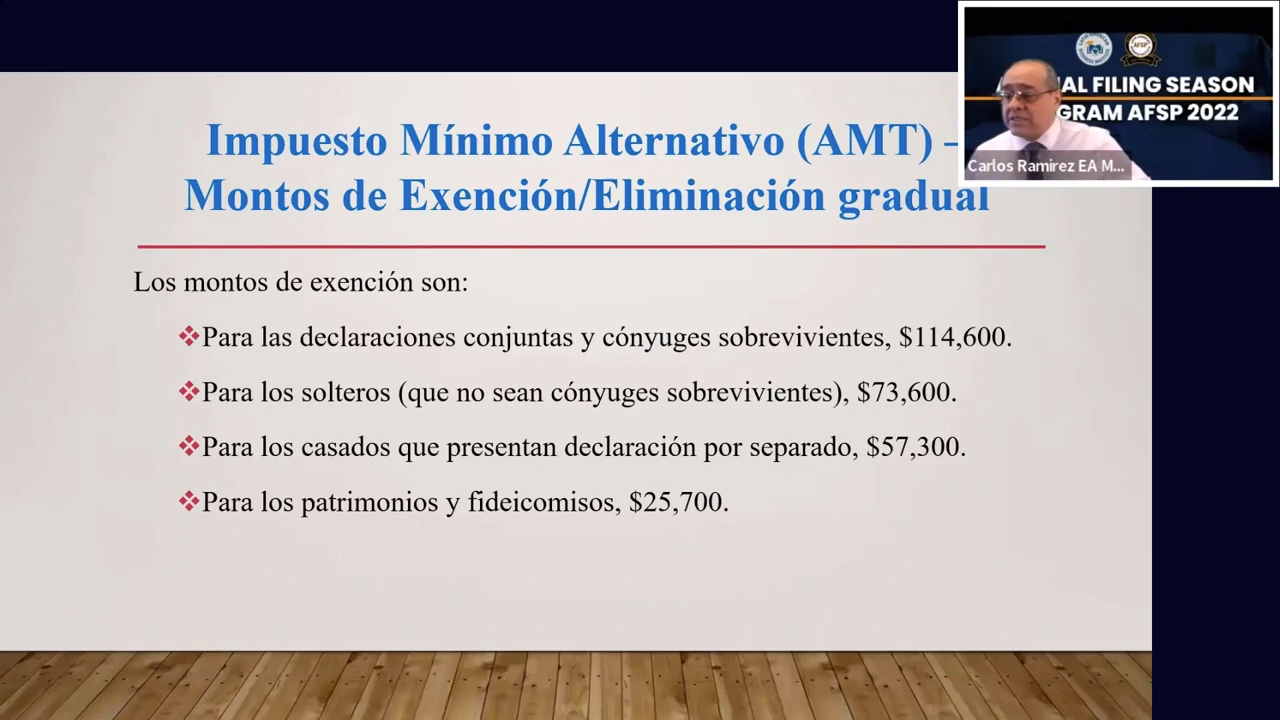 Impuesto Mínimo Alternativo (AMT) –
Montos de Exención/Eliminación gradual
Los montos de exención son:
❖Para las declaraciones conjuntas y cónyuges sobrevivientes, $114,600.
❖Para los solteros (que no sean cónyuges sobrevivientes), $73,600.
❖Para los casados que presentan declaración por separado, $57,300.
❖Para los patrimonios y fideicomisos, $25,700.
AFSP
FILING SEASON
AFSP 2022
Carlos Ramirez EA M...